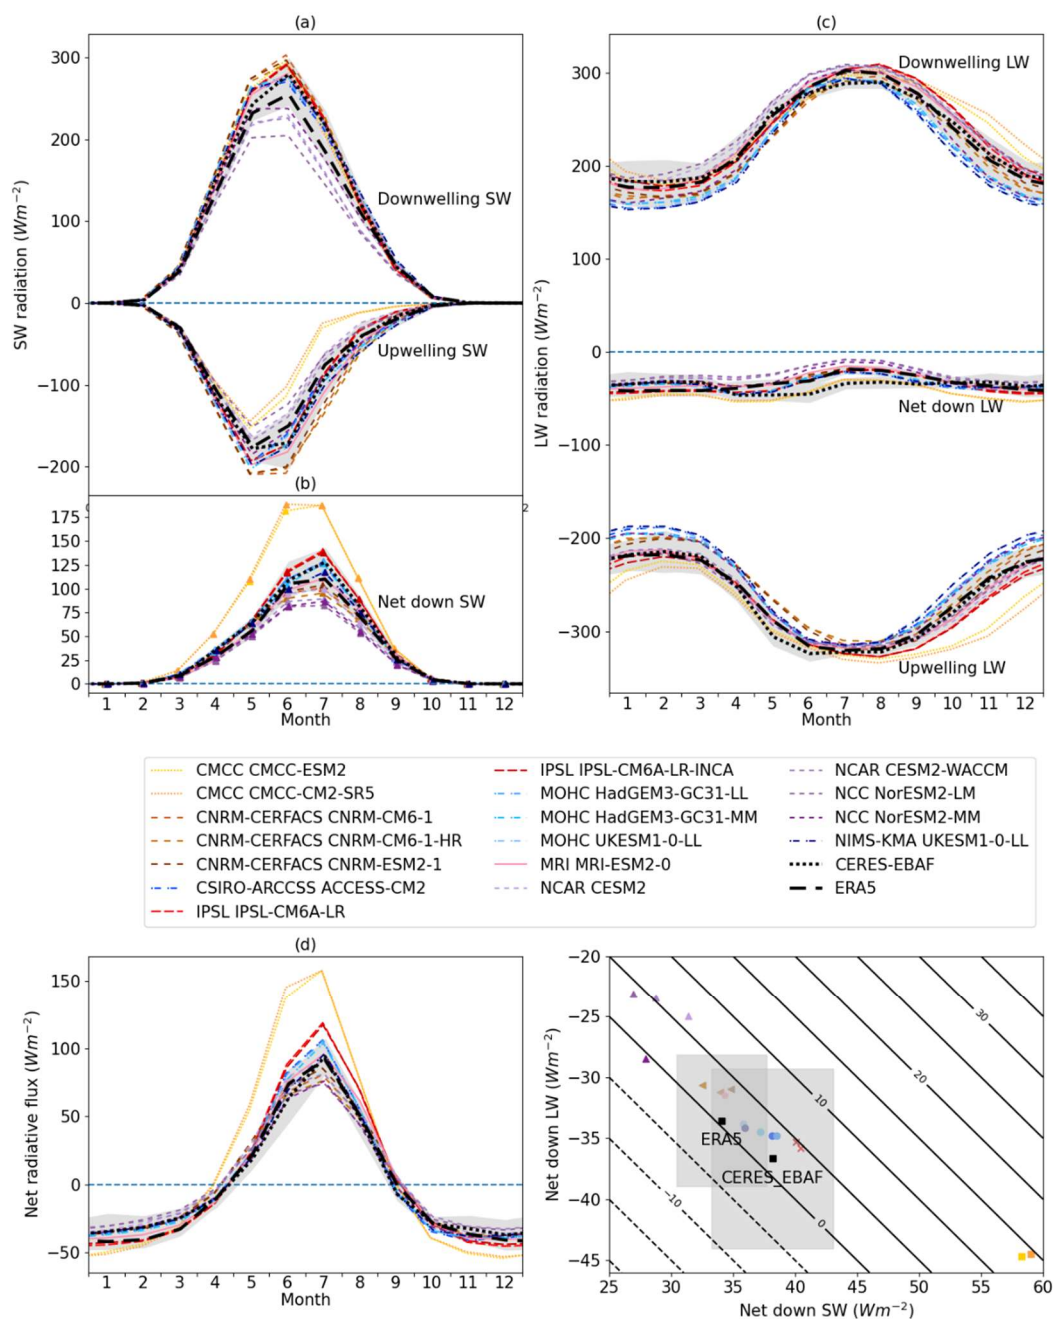 (a)
300
200
100
0
−100
−200
SW radiation (Wm⁻²)
Downwelling SW
Upwelling SW
(b)
175
150
125
100
75
50
25
0
Net down SW
1 2 3 4 5 6 7 8 9 10 11 12
Month
(c)
300
200
100
0
−100
−200
−300
LW radiation (Wm⁻²)
Downwelling LW
Net down LW
Upwelling LW
1 2 3 4 5 6 7 8 9 10 11 12
Month
CMCC CMCC-ESM2
CMCC CMCC-CM2-SR5
CNRM-CERFACS CNRM-CM6-1
CNRM-CERFACS CNRM-CM6-1-HR
CNRM-CERFACS CNRM-ESM2-1
CSIRO-ARCCSS ACCESS-CM2
IPSL IPSL-CM6A-LR
IPSL IPSL-CM6A-LR-INCA
MOHC HadGEM3-GC31-LL
MOHC HadGEM3-GC31-MM
MOHC UKESM1-0-LL
MRI MRI-ESM2-0
NCAR CESM2
NCAR CESM2-WACCM
NCC NorESM2-LM
NCC NorESM2-MM
NIMS-KMA UKESM1-0-LL
CERES-EBAF
ERA5
(d)
150
100
50
0
−50
Net radiative flux (Wm⁻²)
1 2 3 4 5 6 7 8 9 10 11 12
Month
−20
−25
−30
−35
−40
−45
Net down LW (Wm⁻²)
30
20
10
0
−10
ERA5
CERES_EBAF
25 30 35 40 45 50 55 60
Net down SW (Wm⁻²)